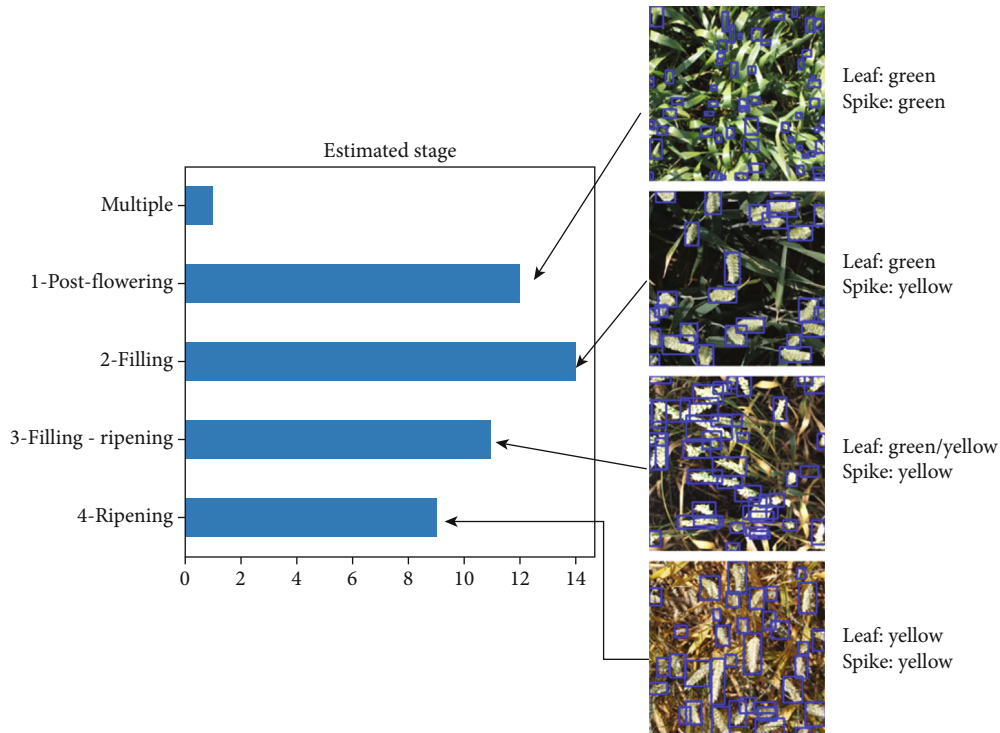 Estimated stage
Multiple
1-Post-flowering
2-Filling
3-Filling - ripening
4-Ripening
0 2 4 6 8 10 12 14
Leaf: green
Spike: green
Leaf: green
Spike: yellow
Leaf: green/yellow
Spike: yellow
Leaf: yellow
Spike: yellow